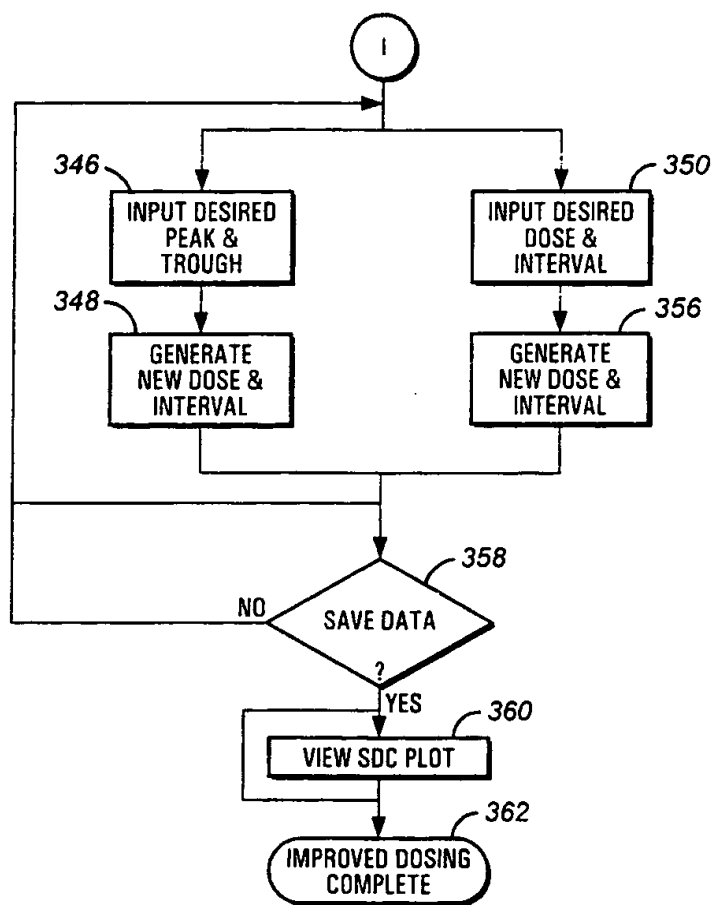 I
346
350
INPUT DESIRED
PEAK &
TROUGH
INPUT DESIRED
DOSE &
INTERVAL
348
356
GENERATE
NEW DOSE &
INTERVAL
GENERATE
NEW DOSE &
INTERVAL
358
NO
SAVE DATA
?
YES
360
VIEW SDC PLOT
362
IMPROVED DOSING
COMPLETE